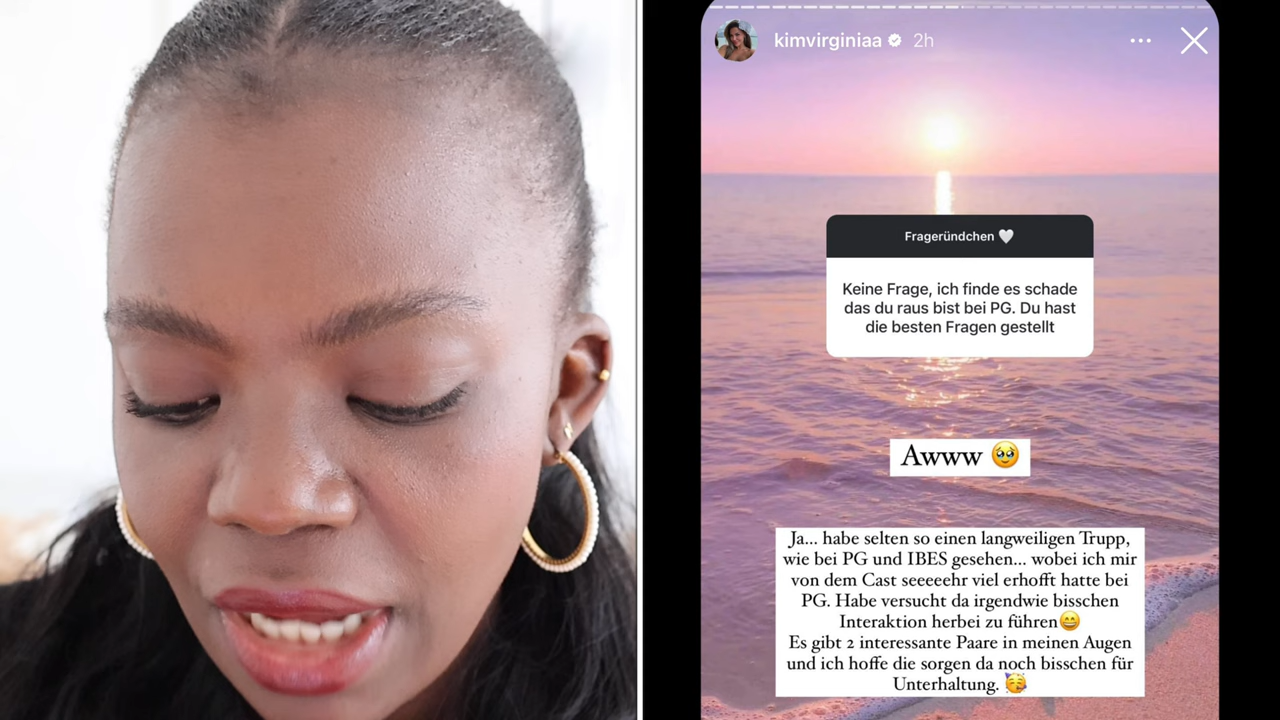 kimvirginiaa 2h
Frageründchen 🤍
Keine Frage, ich finde es schade
das du raus bist bei PG. Du hast
die besten Fragen gestellt
Awww 🥹
Ja... habe selten so einen langweiligen Trupp,
wie bei PG und IBES gesehen... wobei ich mir
von dem Cast seeeeehr viel erhofft hatte bei
PG. Habe versucht da irgendwie bisschen
Interaktion herbei zu führen😄
Es gibt 2 interessante Paare in meinen Augen
und ich hoffe die sorgen da noch bisschen für
Unterhaltung. 🥳